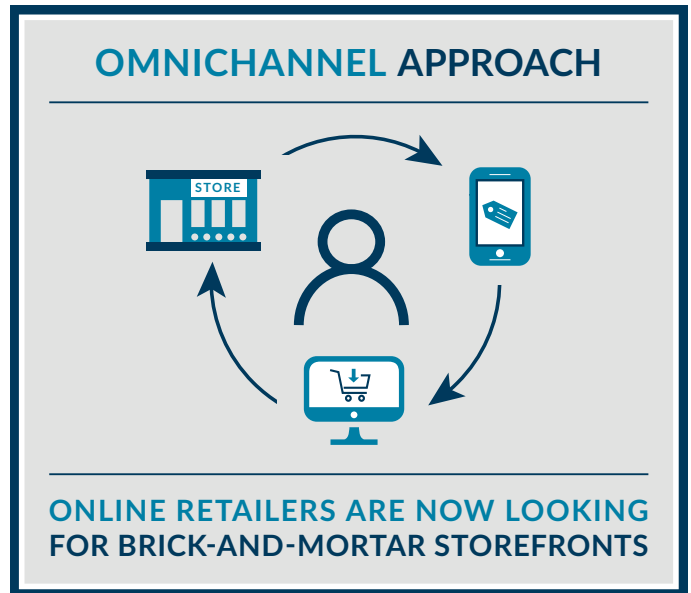 OMNICHANNEL APPROACH
STORE
ONLINE RETAILERS ARE NOW LOOKING
FOR BRICK-AND-MORTAR STOREFRONTS